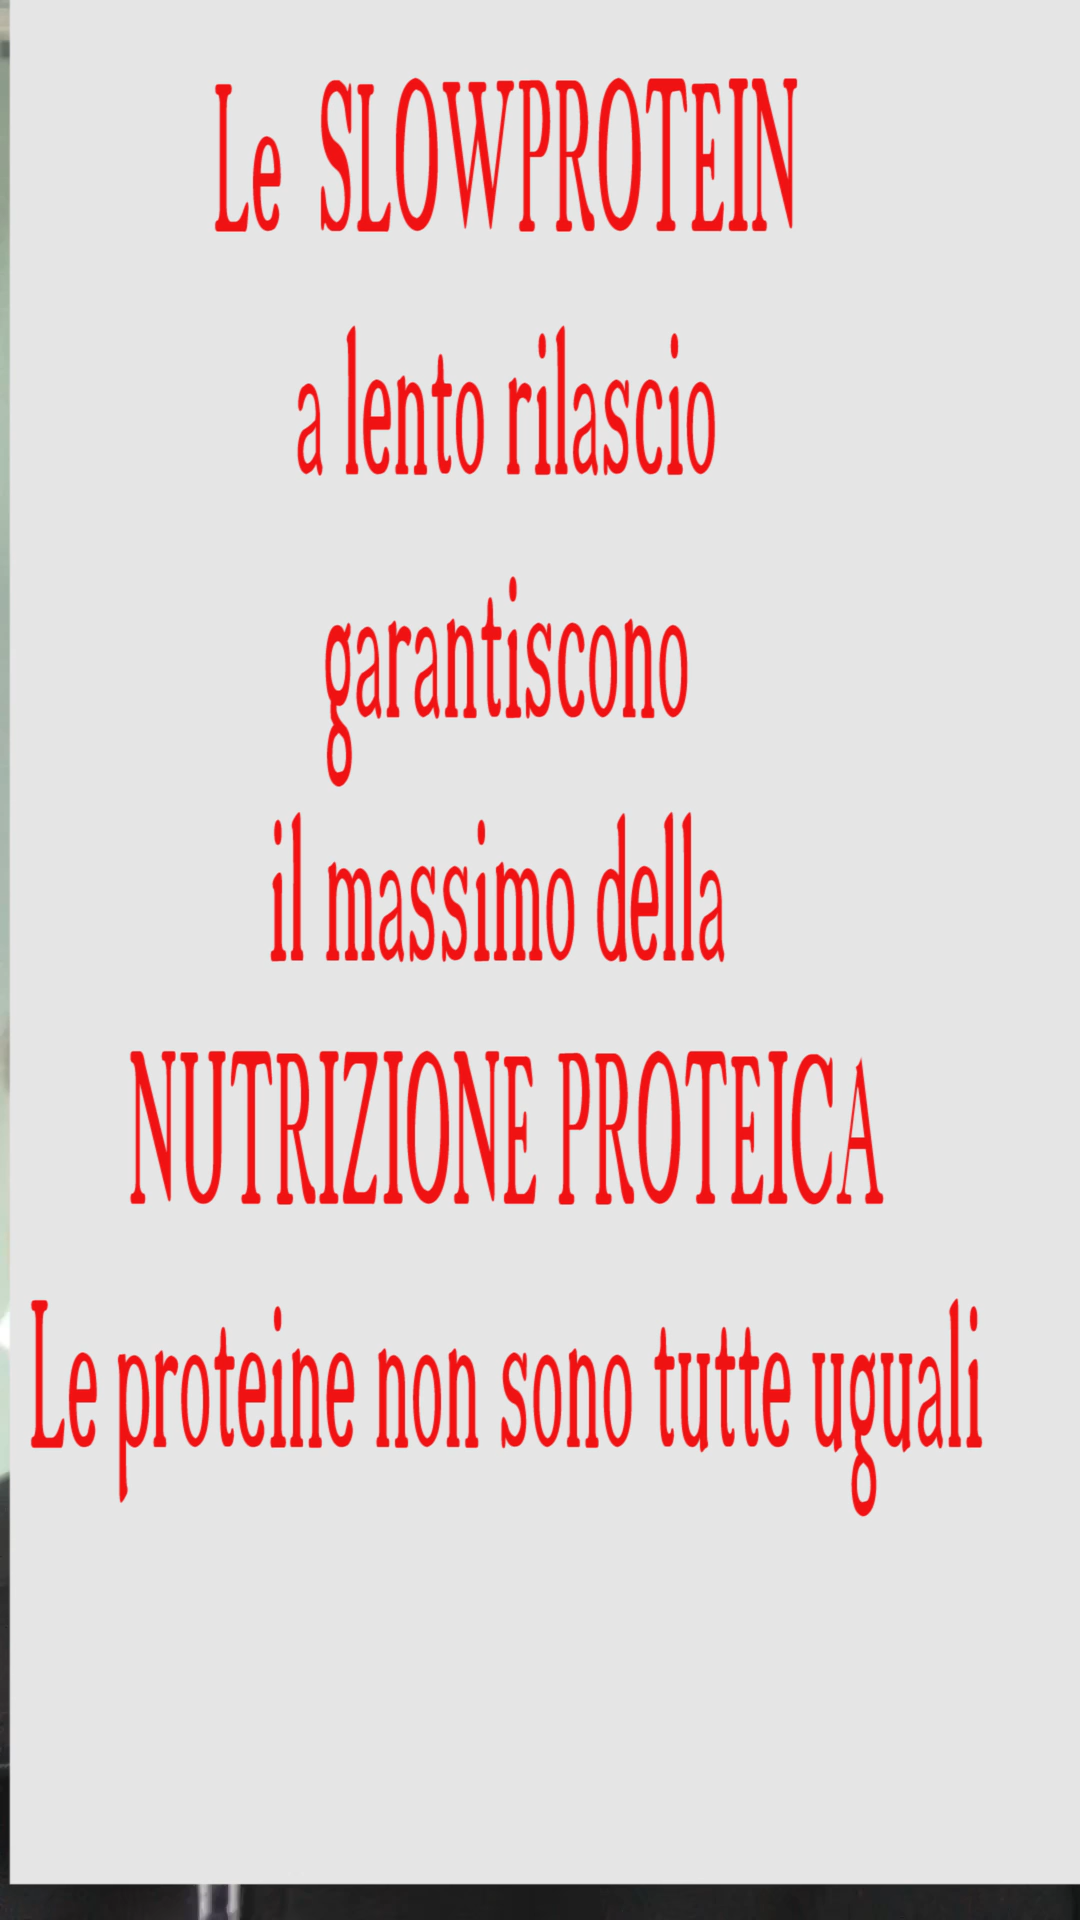 Le SLOWPROTEIN
a lento rilascio
garantiscono
il massimo della
NUTRIZIONE PROTEICA
Le proteine non sono tutte uguali